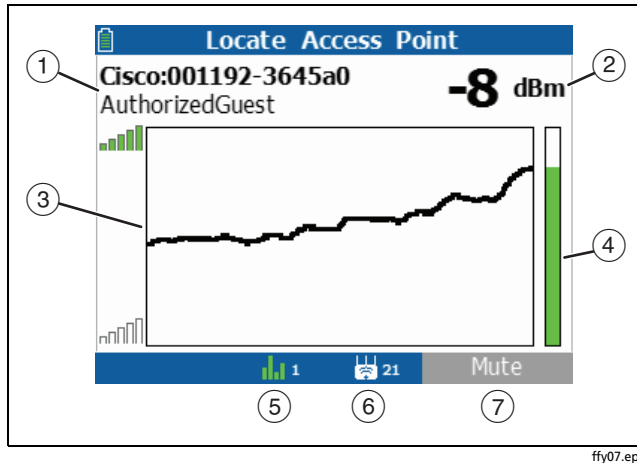 Locate Access Point
Cisco:001192-3645a0
AuthorizedGuest
-8 dBm
1
2
3
4
1
21
Mute
5
6
7
ffy07.ep